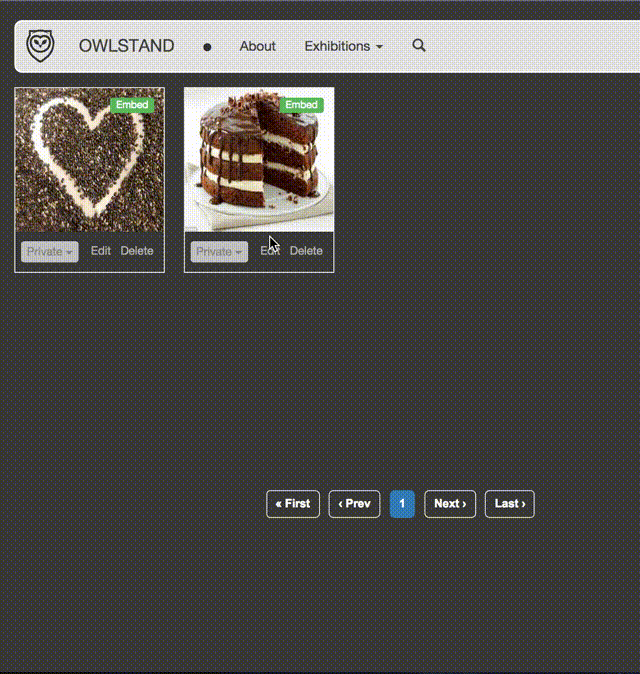 OWLSTAND About Exhibitions
Embed Embed
Private Edit Delete Private Edit Delete
« First ‹ Prev 1 Next › Last ›